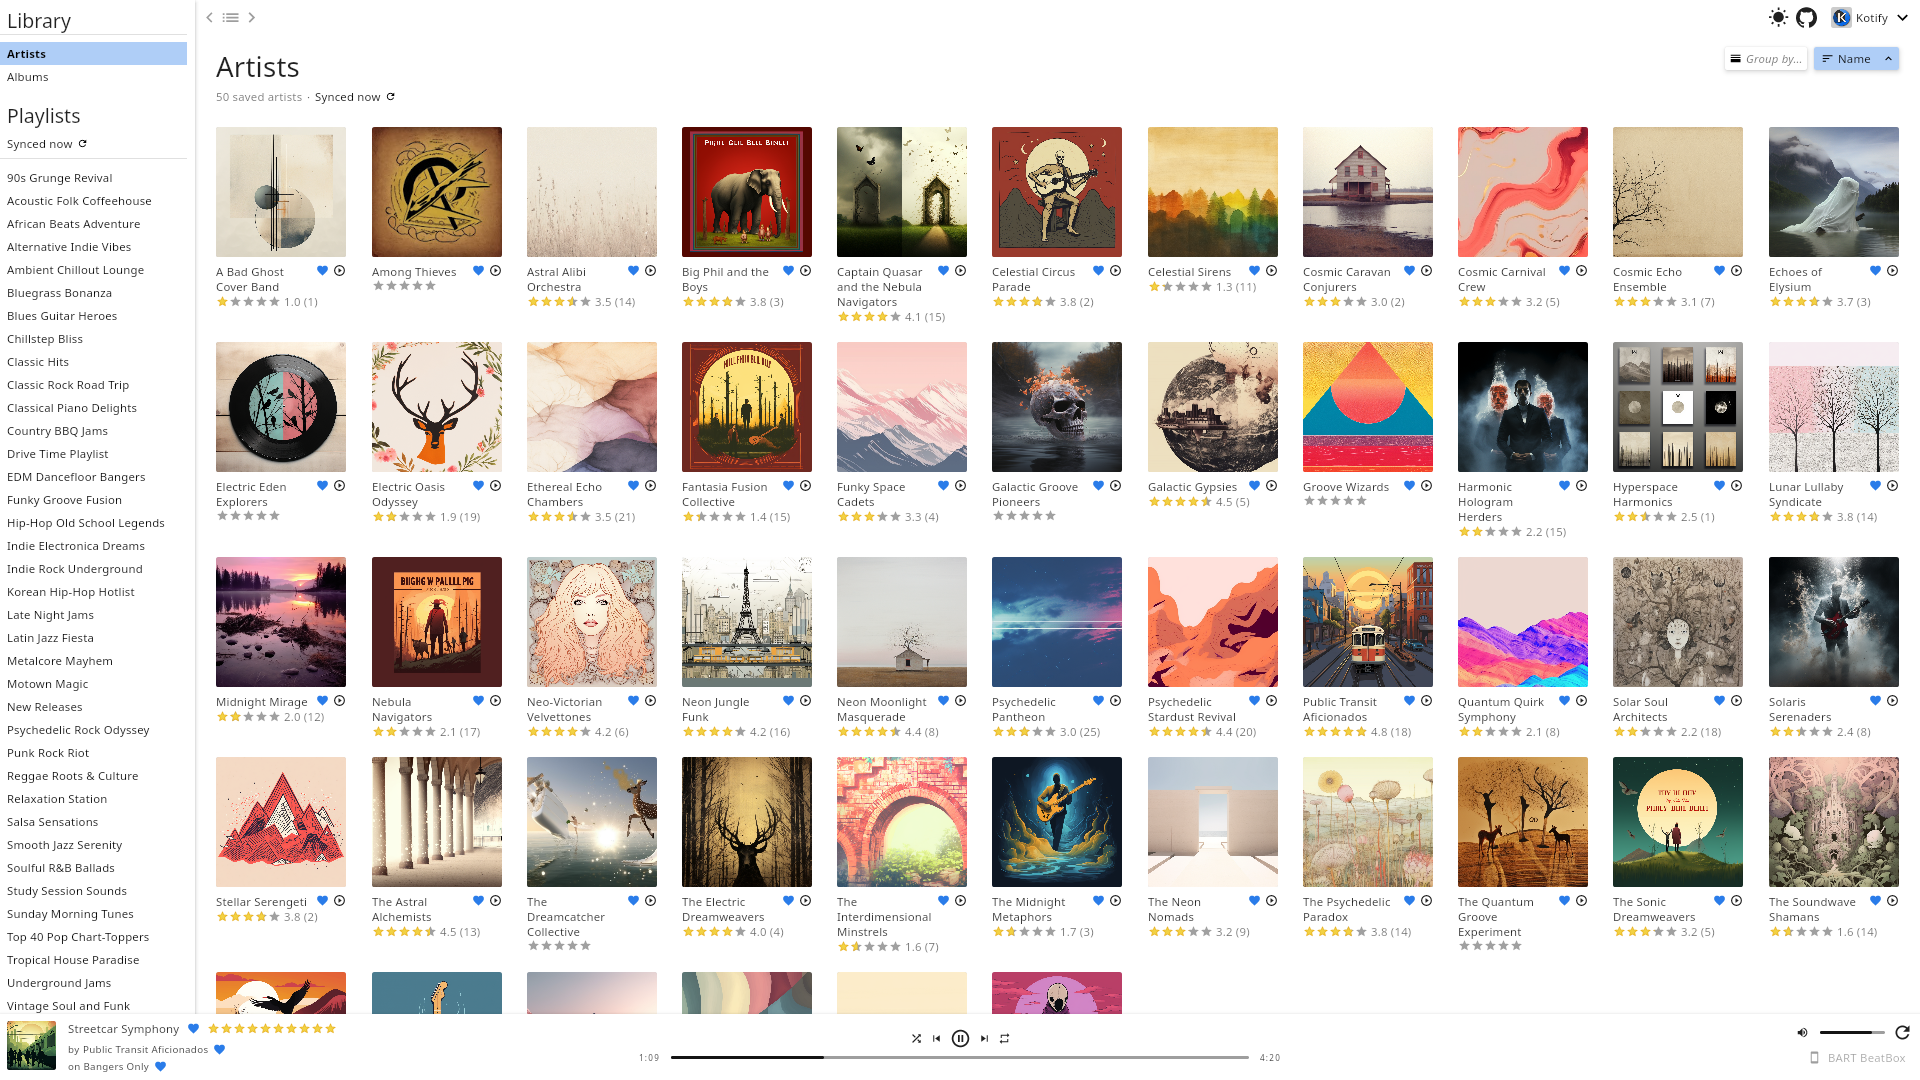 Library
Artists
Albums
Playlists
Synced now
90s Grunge Revival
Acoustic Folk Coffeehouse
African Beats Adventure
Alternative Indie Vibes
Ambient Chillout Lounge
Bluegrass Bonanza
Blues Guitar Heroes
Chillstep Bliss
Classic Hits
Classic Rock Road Trip
Classical Piano Delights
Country BBQ Jams
Drive Time Playlist
EDM Dancefloor Bangers
Funky Groove Fusion
Hip-Hop Old School Legends
Indie Electronica Dreams
Indie Rock Underground
Korean Hip-Hop Hotlist
Late Night Jams
Latin Jazz Fiesta
Metalcore Mayhem
Motown Magic
New Releases
Psychedelic Rock Odyssey
Punk Rock Riot
Reggae Roots & Culture
Relaxation Station
Salsa Sensations
Smooth Jazz Serenity
Soulful R&B Ballads
Study Session Sounds
Sunday Morning Tunes
Top 40 Pop Chart-Toppers
Tropical House Paradise
Underground Jams
Vintage Soul and Funk
Kotify
Artists
Group by...
Name
50 saved artists · Synced now
A Bad Ghost
Cover Band
1.0 (1)
Among Thieves
Astral Alibi
Orchestra
3.5 (14)
Big Phil and the
Boys
3.8 (3)
Captain Quasar
and the Nebula
Navigators
4.1 (15)
Celestial Circus
Parade
3.8 (2)
Celestial Sirens
1.3 (11)
Cosmic Caravan
Conjurers
3.0 (2)
Cosmic Carnival
Crew
3.2 (5)
Cosmic Echo
Ensemble
3.1 (7)
Echoes of
Elysium
3.7 (3)
Electric Eden
Explorers
Electric Oasis
Odyssey
1.9 (19)
Ethereal Echo
Chambers
3.5 (21)
Fantasia Fusion
Collective
1.4 (15)
Funky Space
Cadets
3.3 (4)
Galactic Groove
Pioneers
Galactic Gypsies
4.5 (5)
Groove Wizards
Harmonic
Hologram
Herders
2.2 (15)
Hyperspace
Harmonics
2.5 (1)
Lunar Lullaby
Syndicate
3.8 (14)
Midnight Mirage
2.0 (12)
Nebula
Navigators
2.1 (17)
Neo-Victorian
Velvettones
4.2 (6)
Neon Jungle
Funk
4.2 (16)
Neon Moonlight
Masquerade
4.4 (8)
Psychedelic
Pantheon
3.0 (25)
Psychedelic
Stardust Revival
4.4 (20)
Public Transit
Aficionados
4.8 (18)
Quantum Quirk
Symphony
2.1 (8)
Solar Soul
Architects
2.2 (18)
Solaris
Serenaders
2.4 (8)
Stellar Serengeti
3.8 (2)
The Astral
Alchemists
4.5 (13)
The
Dreamcatcher
Collective
The Electric
Dreamweavers
4.0 (4)
The
Interdimensional
Minstrels
1.6 (7)
The Midnight
Metaphors
1.7 (3)
The Neon
Nomads
3.2 (9)
The Psychedelic
Paradox
3.8 (14)
The Quantum
Groove
Experiment
The Sonic
Dreamweavers
3.2 (5)
The Soundwave
Shamans
1.6 (14)
Streetcar Symphony
by Public Transit Aficionados
on Bangers Only
1:09
4:20
BART BeatBox